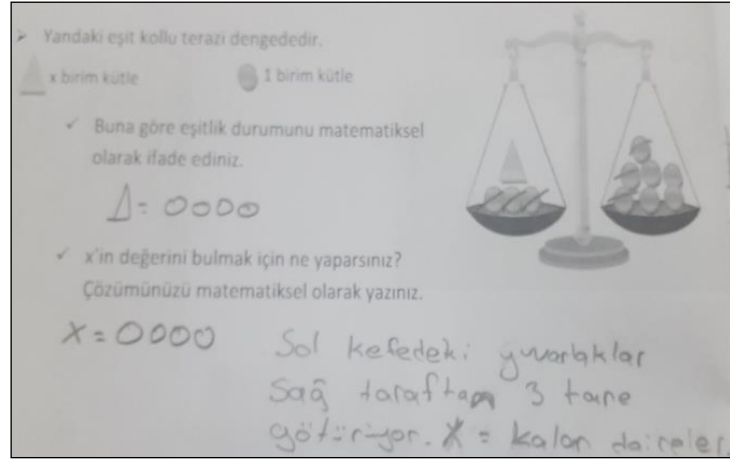 ➢ Yandaki eşit kollu terazi dengededir.
x birim kütle 1 birim kütle
✓ Buna göre eşitlik durumunu matematiksel
olarak ifade ediniz.
Δ = OOOO
✓ x'in değerini bulmak için ne yaparsınız?
Çözümünüzü matematiksel olarak yazınız.
X = OOOO
Sol kefedeki yuvarlaklar
Sağ taraftan 3 tane
götürüyor. X = kalan daireler.